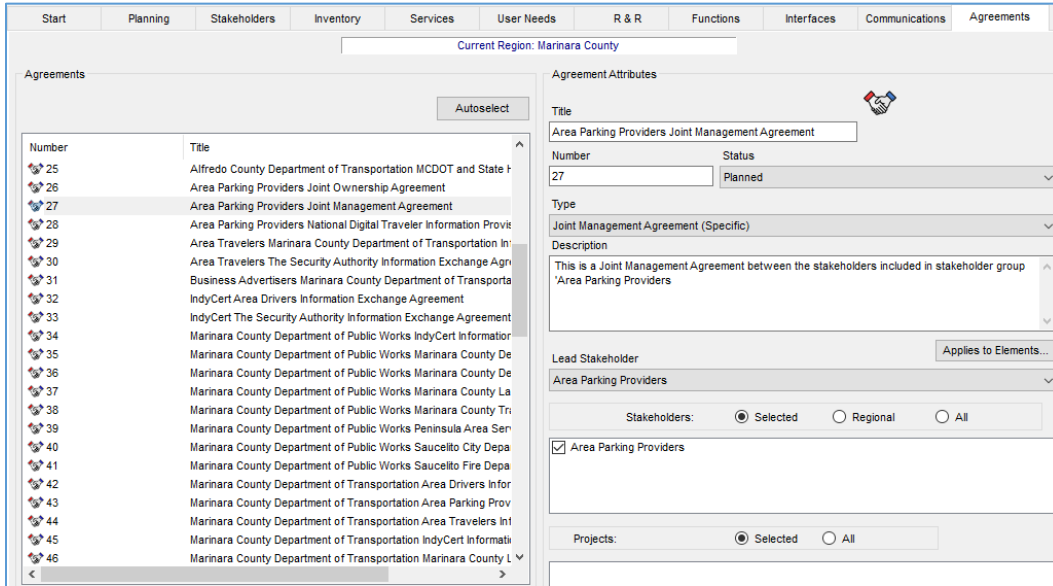 Start Planning Stakeholders Inventory Services User Needs R & R Functions Interfaces Communications Agreements
Current Region: Marinara County
Agreements
Autoselect
Number Title
25 Alfredo County Department of Transportation MCDOT and State H
26 Area Parking Providers Joint Ownership Agreement
27 Area Parking Providers Joint Management Agreement
28 Area Parking Providers National Digital Traveler Information Provis
29 Area Travelers Marinara County Department of Transportation In
30 Area Travelers The Security Authority Information Exchange Agre
31 Business Advertisers Marinara County Department of Transporta
32 IndyCert Area Drivers Information Exchange Agreement
33 IndyCert The Security Authority Information Exchange Agreement
34 Marinara County Department of Public Works IndyCert Information
35 Marinara County Department of Public Works Marinara County De
36 Marinara County Department of Public Works Marinara County De
37 Marinara County Department of Public Works Marinara County La
38 Marinara County Department of Public Works Marinara County Tra
39 Marinara County Department of Public Works Peninsula Area Serv
40 Marinara County Department of Public Works Saucelito City Depa
41 Marinara County Department of Public Works Saucelito Fire Depa
42 Marinara County Department of Transportation Area Drivers Infor
43 Marinara County Department of Transportation Area Parking Prov
44 Marinara County Department of Transportation Area Travelers Inf
45 Marinara County Department of Transportation IndyCert Informati
46 Marinara County Department of Transportation Marinara County L
Agreement Attributes
Title
Area Parking Providers Joint Management Agreement
Number Status
27 Planned
Type
Joint Management Agreement (Specific)
Description
This is a Joint Management Agreement between the stakeholders included in stakeholder group
'Area Parking Providers
Applies to Elements...
Lead Stakeholder
Area Parking Providers
Stakeholders: Selected Regional All
Area Parking Providers
Projects: Selected All